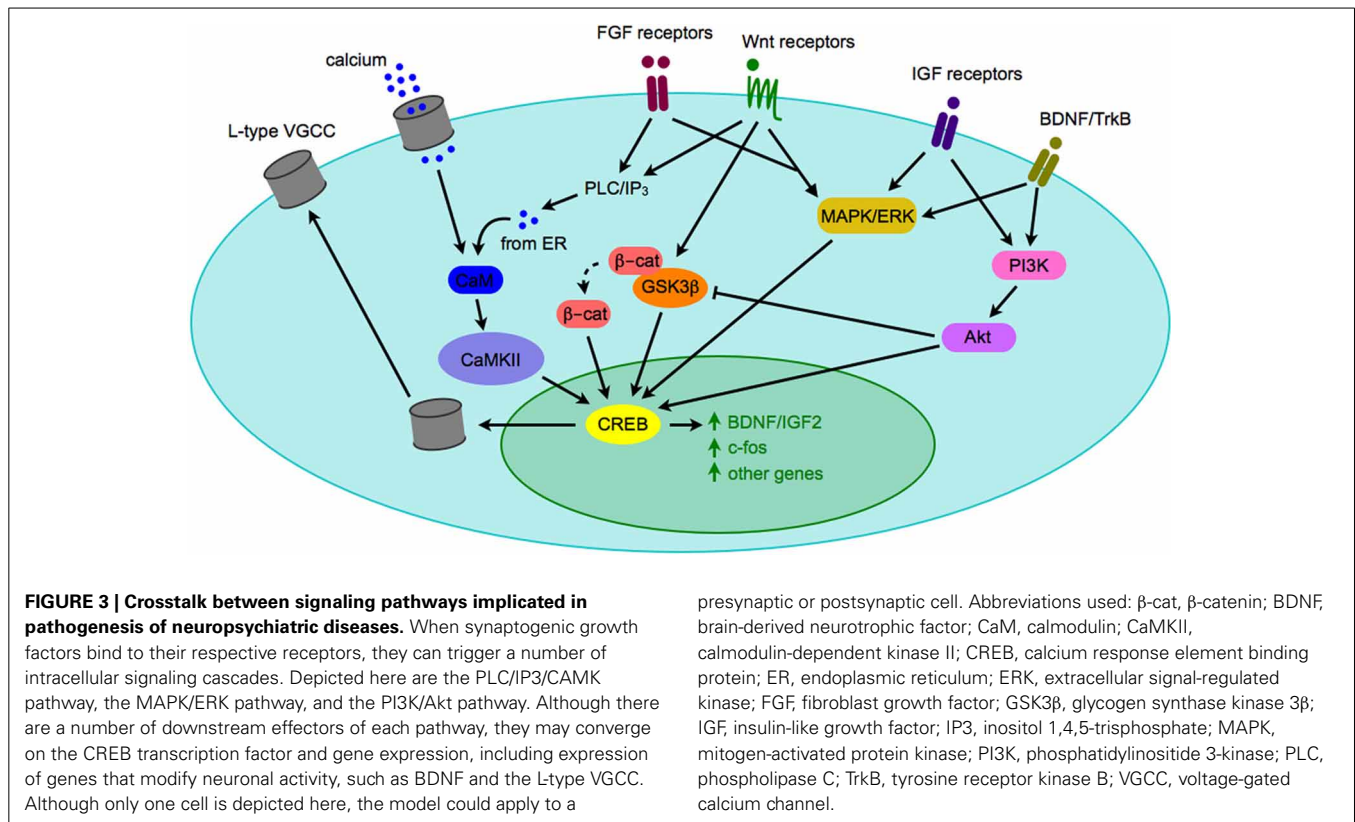 FGF receptors
Wnt receptors
calcium
IGF receptors
L-type VGCC
BDNF/TrkB
PLC/IP3
MAPK/ERK
from ER
β–cat
PI3K
CaM
GSK3β
β–cat
Akt
CaMKII
CREB
BDNF/IGF2
c-fos
other genes
FIGURE 3 | Crosstalk between signaling pathways implicated in
pathogenesis of neuropsychiatric diseases. When synaptogenic growth
factors bind to their respective receptors, they can trigger a number of
intracellular signaling cascades. Depicted here are the PLC/IP3/CAMK
pathway, the MAPK/ERK pathway, and the PI3K/Akt pathway. Although there
are a number of downstream effectors of each pathway, they may converge
on the CREB transcription factor and gene expression, including expression
of genes that modify neuronal activity, such as BDNF and the L-type VGCC.
Although only one cell is depicted here, the model could apply to a
presynaptic or postsynaptic cell. Abbreviations used: β-cat, β-catenin; BDNF,
brain-derived neurotrophic factor; CaM, calmodulin; CaMKII,
calmodulin-dependent kinase II; CREB, calcium response element binding
protein; ER, endoplasmic reticulum; ERK, extracellular signal-regulated
kinase; FGF, fibroblast growth factor; GSK3β, glycogen synthase kinase 3β;
IGF, insulin-like growth factor; IP3, inositol 1,4,5-trisphosphate; MAPK,
mitogen-activated protein kinase; PI3K, phosphatidylinositide 3-kinase; PLC,
phospholipase C; TrkB, tyrosine receptor kinase B; VGCC, voltage-gated
calcium channel.